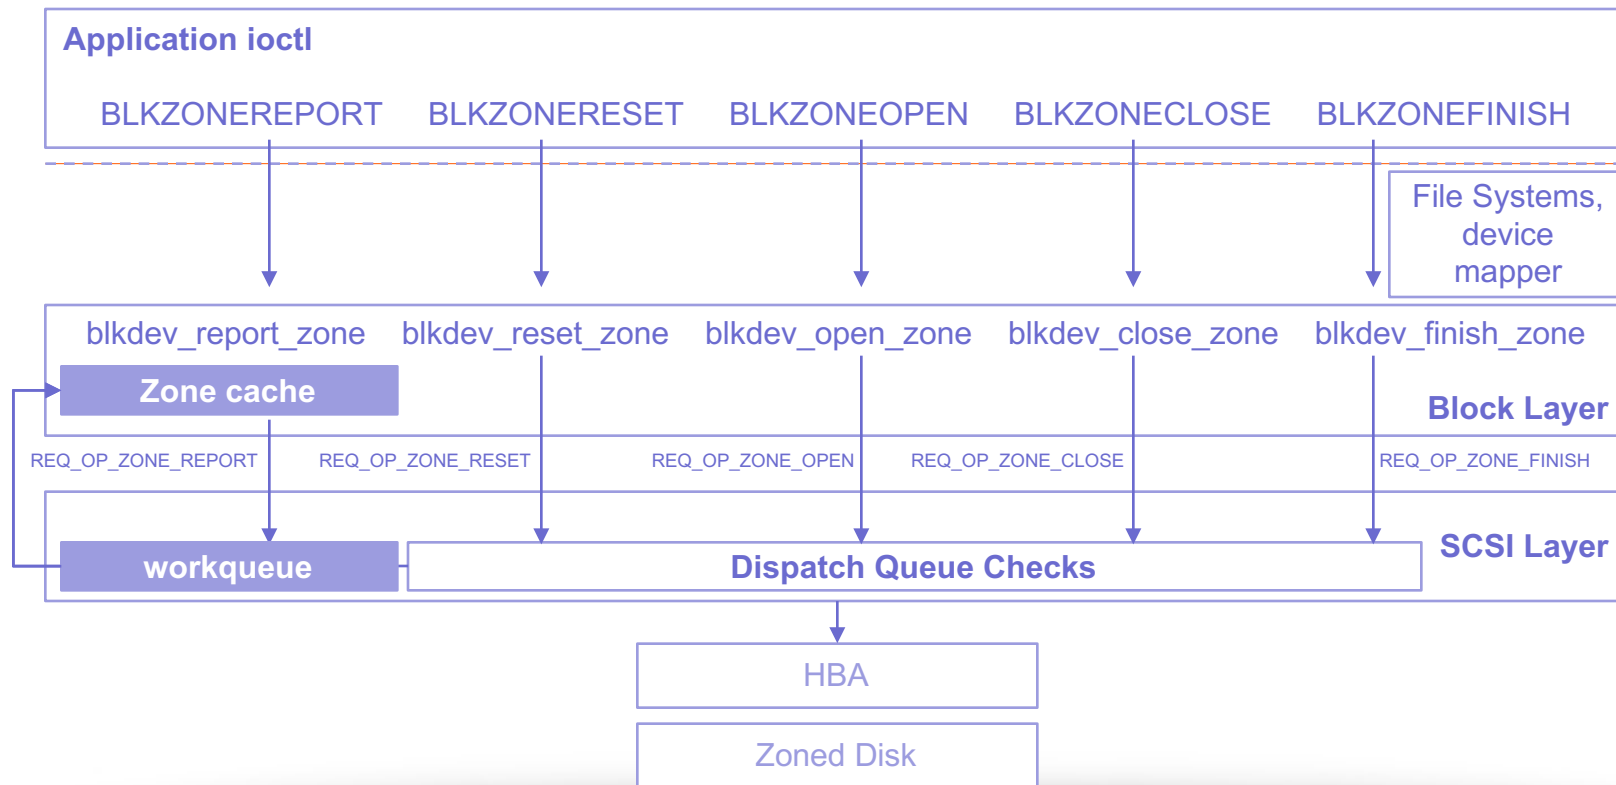 Application ioctl
BLKZONEREPORT BLKZONERESET BLKZONEOPEN BLKZONECLOSE BLKZONEFINISH
File Systems,
device
mapper
blkdev_report_zone blkdev_reset_zone blkdev_open_zone blkdev_close_zone blkdev_finish_zone
Zone cache
Block Layer
REQ_OP_ZONE_REPORT REQ_OP_ZONE_RESET REQ_OP_ZONE_OPEN REQ_OP_ZONE_CLOSE REQ_OP_ZONE_FINISH
SCSI Layer
workqueue Dispatch Queue Checks
HBA
Zoned Disk